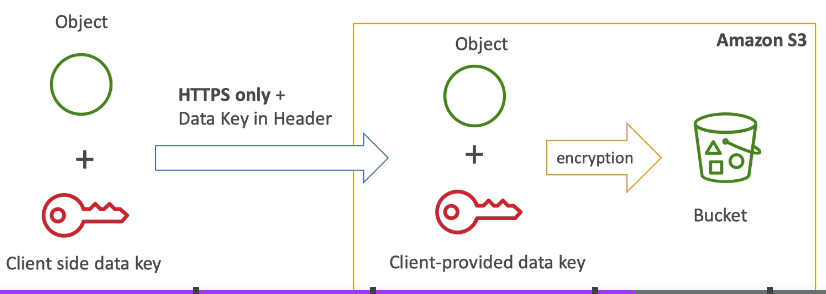 Object
Amazon S3
Object
HTTPS only +
Data Key in Header
+
+
encryption
Bucket
Client side data key
Client-provided data key